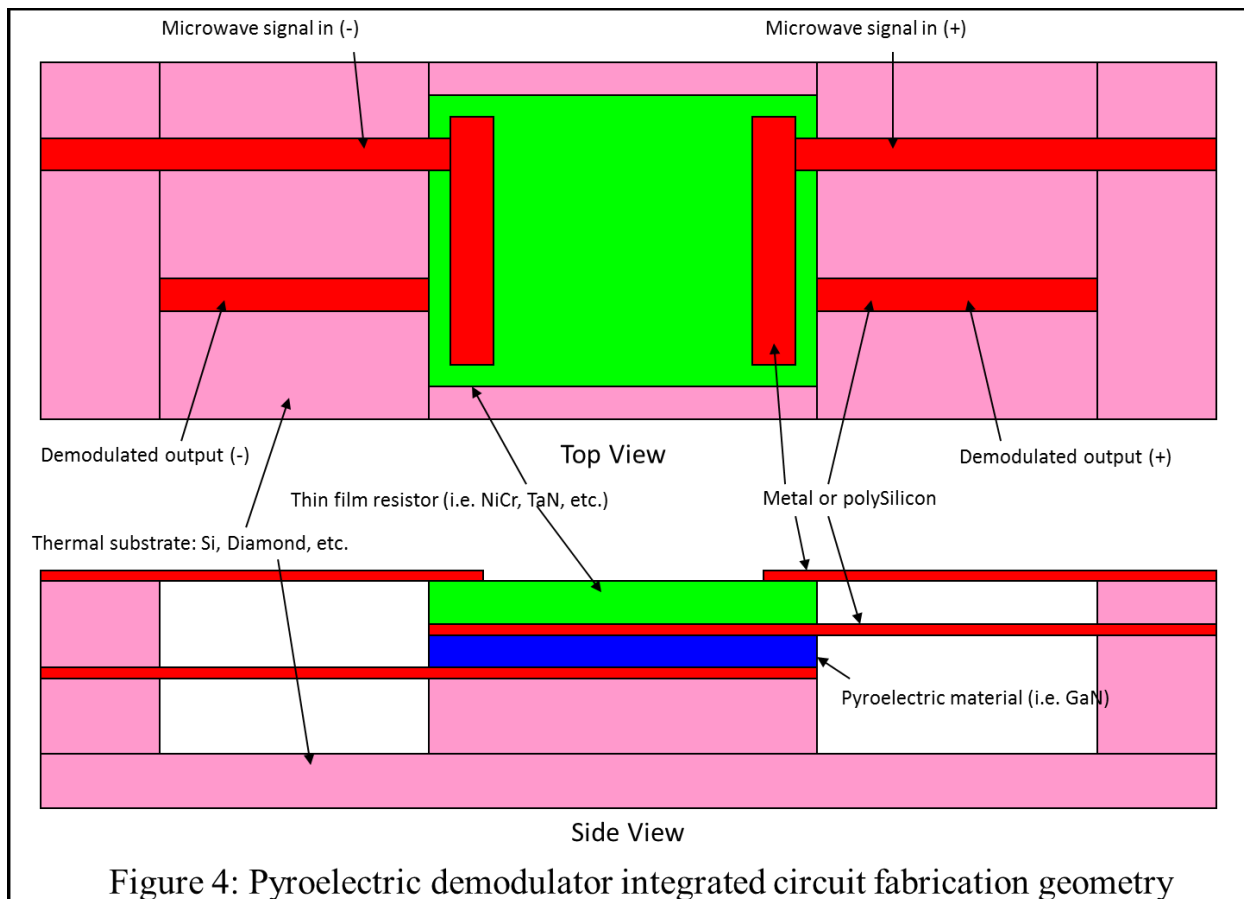 Microwave signal in (-)
Microwave signal in (+)
Demodulated output (-)
Top View
Demodulated output (+)
Thin film resistor (i.e. NiCr, TaN, etc.)
Metal or polySilicon
Thermal substrate: Si, Diamond, etc.
Pyroelectric material (i.e. GaN)
Side View
Figure 4: Pyroelectric demodulator integrated circuit fabrication geometry